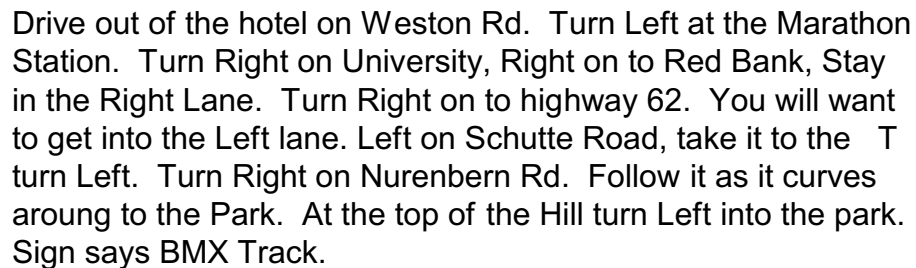 Drive out of the hotel on Weston Rd.  Turn Left at the Marathon
Station.  Turn Right on University, Right on to Red Bank, Stay
in the Right Lane.  Turn Right on to highway 62.  You will want
to get into the Left lane. Left on Schutte Road, take it to the   T
turn Left.  Turn Right on Nurenbern Rd.  Follow it as it curves
aroung to the Park.  At the top of the Hill turn Left into the park.
Sign says BMX Track.